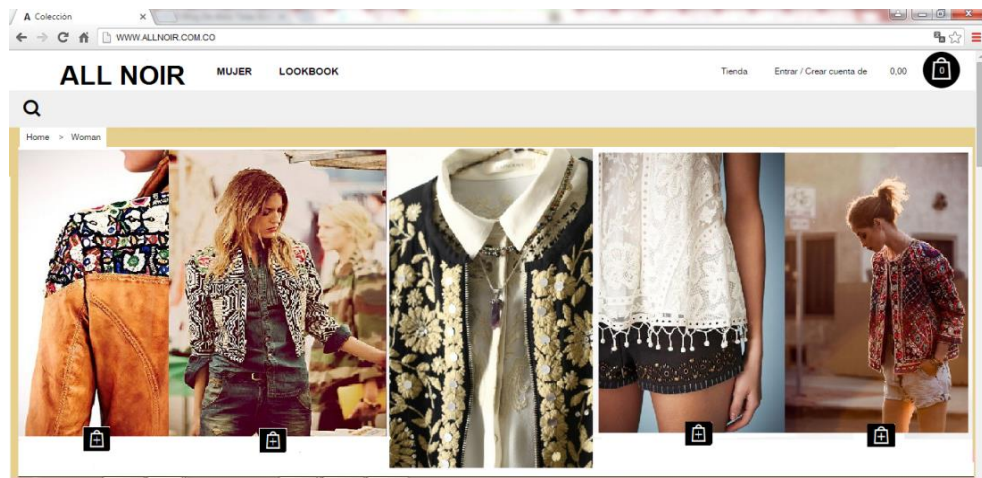 A Colección
WWW.ALLNOIR.COM.CO
ALL NOIR MUJER LOOKBOOK Tienda Entrar / Crear cuenta de 0,00 0
Home > Woman